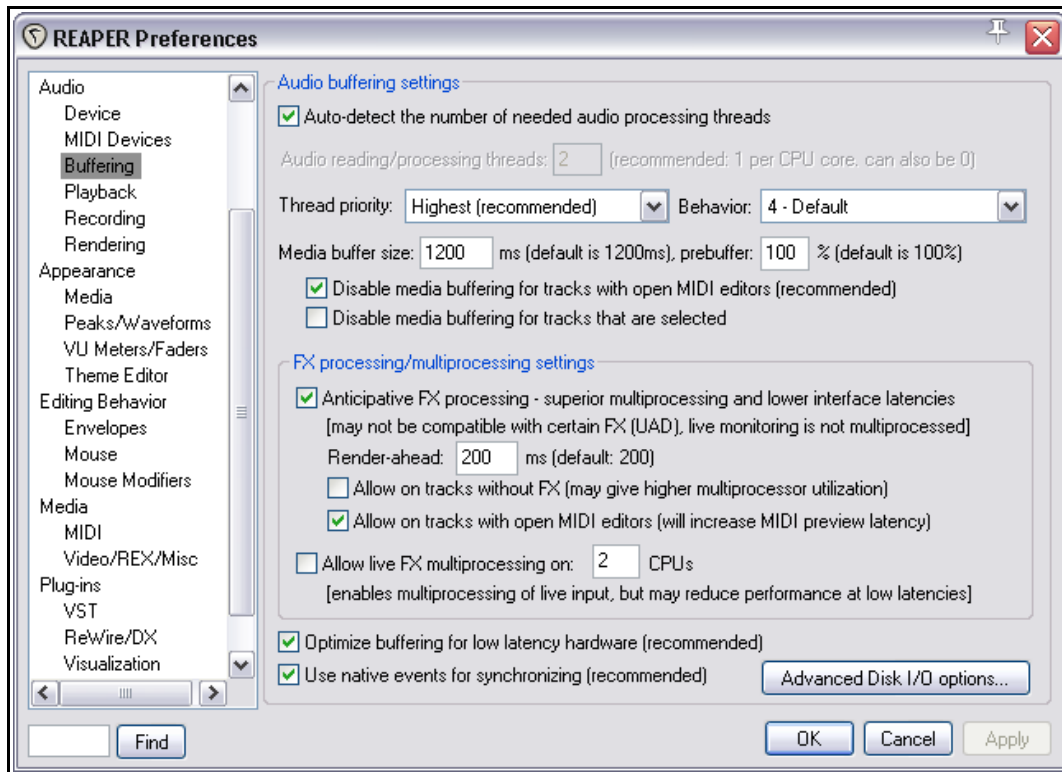 REAPER Preferences
Audio
Device
MIDI Devices
Buffering
Playback
Recording
Rendering
Appearance
Media
Peaks/Waveforms
VU Meters/Faders
Theme Editor
Editing Behavior
Envelopes
Mouse
Mouse Modifiers
Media
MIDI
Video/REX/Misc
Plug-ins
VST
ReWire/DX
Visualization
Find
Audio buffering settings
Auto-detect the number of needed audio processing threads
Audio reading/processing threads: 2 (recommended: 1 per CPU core, can also be 0)
Thread priority: Highest (recommended) Behavior: 4 - Default
Media buffer size: 1200 ms (default is 1200ms), prebuffer: 100 % (default is 100%)
Disable media buffering for tracks with open MIDI editors (recommended)
Disable media buffering for tracks that are selected
FX processing/multiprocessing settings
Anticipative FX processing - superior multiprocessing and lower interface latencies
[may not be compatible with certain FX (UAD), live monitoring is not multiprocessed]
Render-ahead: 200 ms (default: 200)
Allow on tracks without FX (may give higher multiprocessor utilization)
Allow on tracks with open MIDI editors (will increase MIDI preview latency)
Allow live FX multiprocessing on: 2 CPUs
[enables multiprocessing of live input, but may reduce performance at low latencies]
Optimize buffering for low latency hardware (recommended)
Use native events for synchronizing (recommended) Advanced Disk I/O options...
OK Cancel Apply